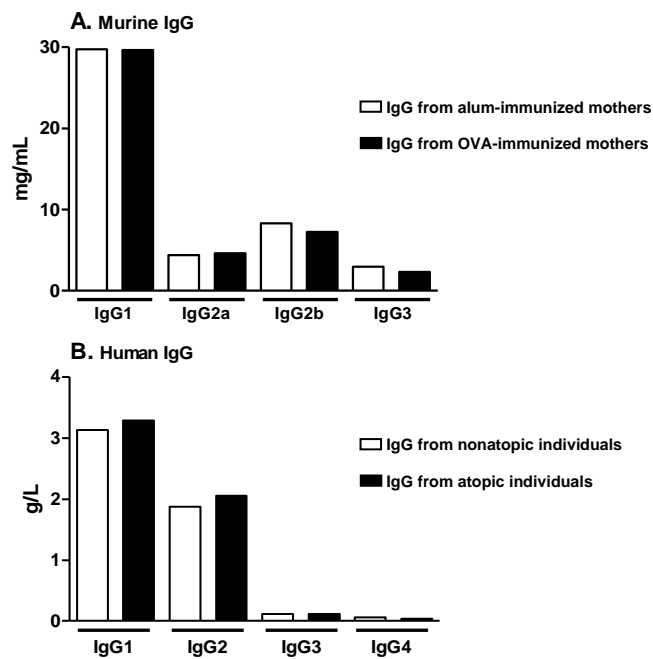 A. Murine IgG
30
20
10
0
mg/mL
IgG from alum-immunized mothers
IgG from OVA-immunized mothers
IgG1 IgG2a IgG2b IgG3
B. Human IgG
4
3
2
1
0
g/L
IgG from nonatopic individuals
IgG from atopic individuals
IgG1 IgG2 IgG3 IgG4